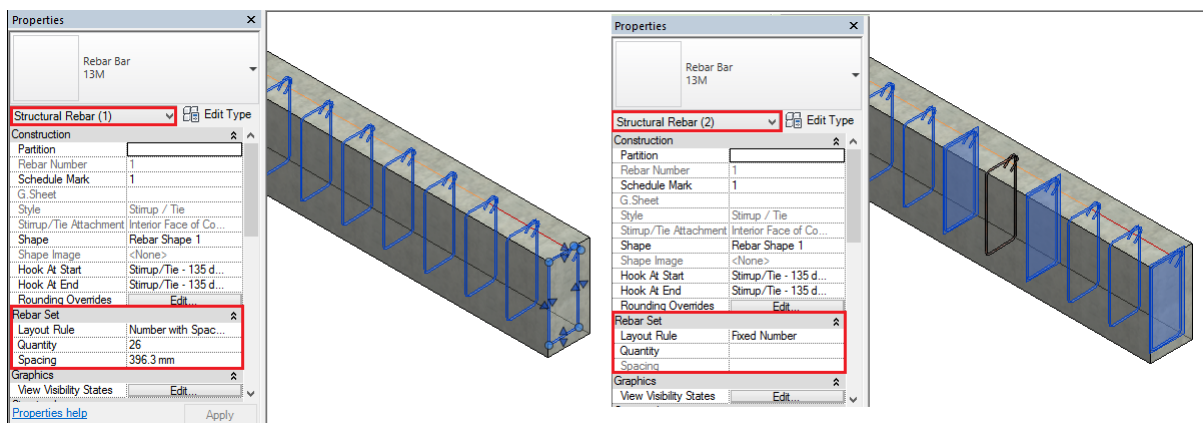 Properties ×
Rebar Bar
13M
Structural Rebar (1) Edit Type
Construction
Partition
Rebar Number 1
Schedule Mark 1
G.Sheet
Style Stirrup / Tie
Stirrup/Tie Attachment Interior Face of Co...
Shape Rebar Shape 1
Shape Image <None>
Hook At Start Stirrup/Tie - 135 d...
Hook At End Stirrup/Tie - 135 d...
Rounding Overrides Edit...
Rebar Set
Layout Rule Number with Spac...
Quantity 26
Spacing 396.3 mm
Graphics
View Visibility States Edit...
Properties help Apply
Properties ×
Rebar Bar
13M
Structural Rebar (2) Edit Type
Construction
Partition
Rebar Number 1
Schedule Mark 1
G.Sheet
Style Stirrup / Tie
Stirrup/Tie Attachment Interior Face of Co...
Shape Rebar Shape 1
Shape Image <None>
Hook At Start Stirrup/Tie - 135 d...
Hook At End Stirrup/Tie - 135 d...
Rounding Overrides Edit...
Rebar Set
Layout Rule Fixed Number
Quantity
Spacing
Graphics
View Visibility States Edit...